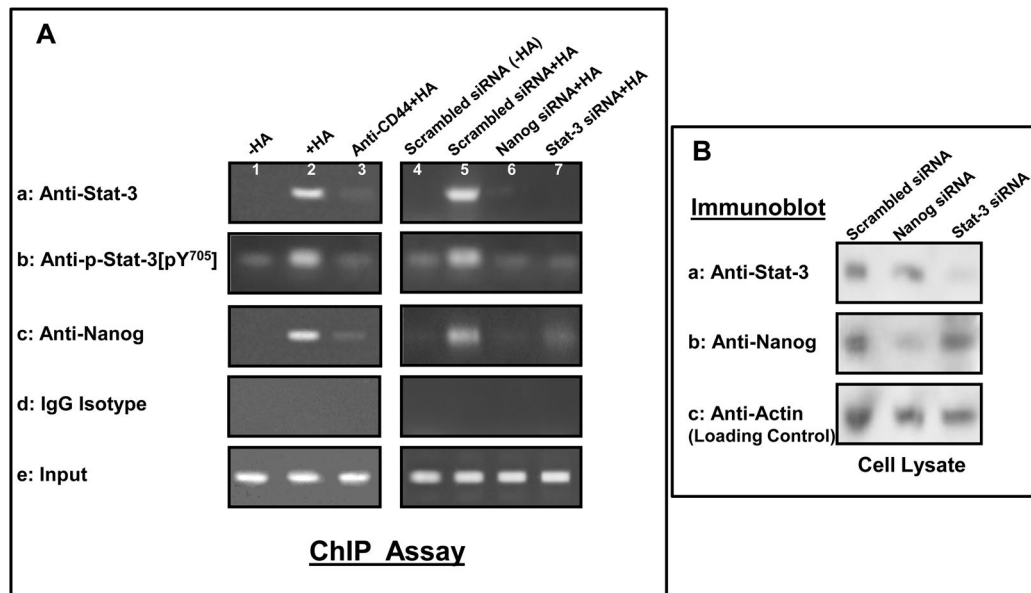 A
-HA
+HA
Anti-CD44+HA
Scrambled siRNA (-HA)
Scrambled siRNA+HA
Nanog siRNA+HA
Stat-3 siRNA+HA
1 2 3 4 5 6 7
a: Anti-Stat-3
b: Anti-p-Stat-3[pY705]
c: Anti-Nanog
d: IgG Isotype
e: Input
ChIP Assay
B
Immunoblot
Scrambled siRNA
Nanog siRNA
Stat-3 siRNA
a: Anti-Stat-3
b: Anti-Nanog
c: Anti-Actin
(Loading Control)
Cell Lysate